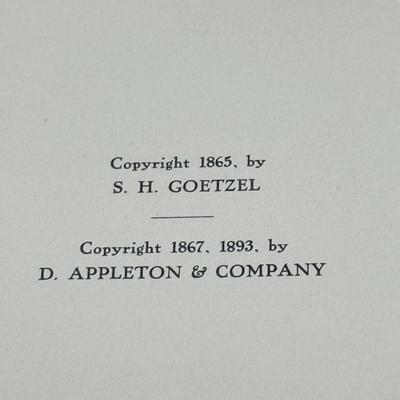 Copyright 1865, by
S. H. GOETZEL
Copyright 1867, 1893, by
D. APPLETON & COMPANY